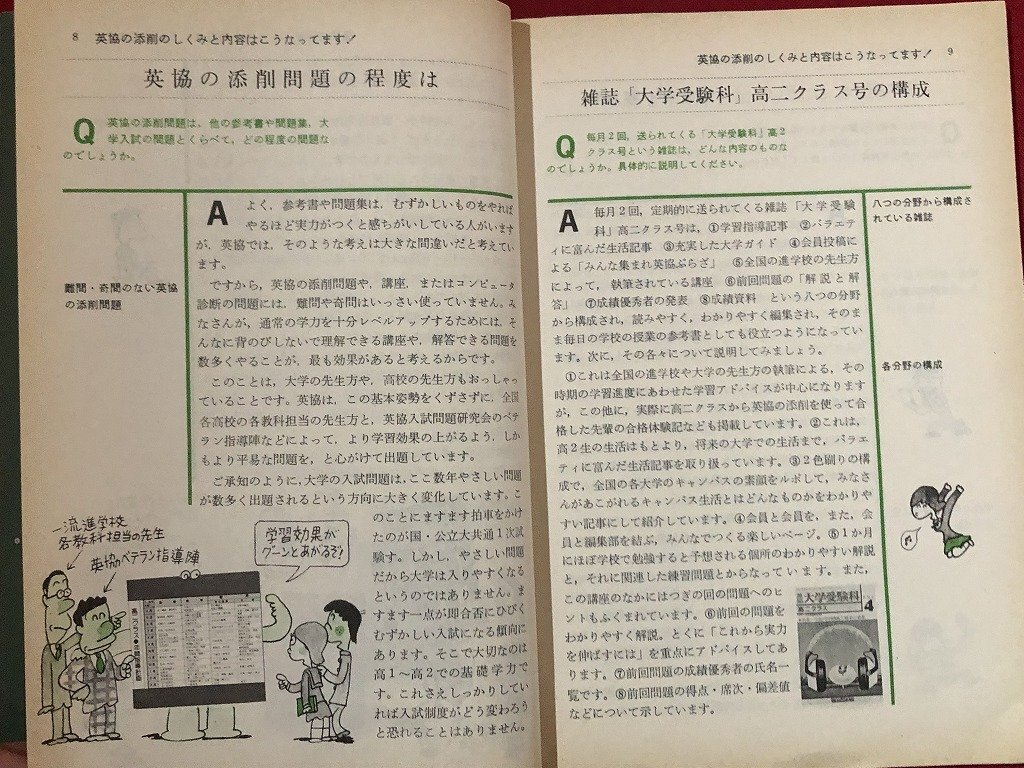 8 英協の添削のしくみと内容はこうなってます!
英協の添削問題の程度は
Q 英協の添削問題は、他の参考書や問題集、大
学入試の問題とくらべて、どの程度の問題な
のでしょうか。
難問・奇問のない英協
の添削問題
A よく、参考書や問題集は、むずかしいものをやれば
やるほど実力がつくと感ちがいしている人がいます
が、英協では、そのような考えは大きな間違いだと考えてい
ます。
ですから、英協の添削問題や、講座、またはコンピュータ
診断の問題には、難問や奇問はいっさい使っていません。み
なさんが、通常の学力を十分レベルアップするためには、そ
んなに背のびしないで理解できる講座や、解答できる問題を
数多くやることが、最も効果があると考えるからです。
このことは、大学の先生方や、高校の先生方もおっしゃっ
ていることです。英協は、この基本姿勢をくずさずに、全国
各高校の各教科担当の先生方と、英協入試問題研究会のベテ
ラン指導陣などによって、より学習効果の上がるよう、しか
もより平易な問題を、と心がけて出題しています。
ご承知のように、大学の入試問題は、ここ数年やさしい問題
が数多く出題されるという方向に大きく変化しています。こ
のことにますます拍車をかけ
たのが国・公立大共通1次試
験す。しかし、やさしい問題
だから大学は入りやすくなる
というのではありません。ま
すます一点が即合否にひびく
むずかしい入試になる傾向に
あります。そこで大切なのは
高1〜高2での基礎学力で
す。これさえしっかりしてい
れば入試制度がどう変わろう
と恐れることはありません。
一流進学校
各教科担当の先生
英協のベテラン指導陣
学習効果が
グーンとあがるゾ!
英協の添削のしくみと内容はこうなってます! 9
雑誌「大学受験科」高二クラス号の構成
Q 毎月2回、送られてくる「大学受験科」高2
クラス号という雑誌は、どんな内容のものな
のでしょうか。具体的に説明してください。
A 毎月2回、定期的に送られてくる雑誌「大学受験
科」高二クラス号は、①学習指導記事 ②バラエテ
ィに富んだ生活記事 ③充実した大学ガイド ④会員投稿に
よる「みんな集まれ英協ぷらざ」 ⑤全国の進学校の先生方
によって、執筆されている講座 ⑥前回問題の「解説と解
答」 ⑦成績優秀者の発表 ⑧成績資料 という八つの分野
から構成され、読みやすく、わかりやすく編集され、そのま
ま毎日の学校の授業の参考書としても役立つようになってい
ます。次に、その各々について説明してみましょう。
①これは全国の進学校や大学の先生方の執筆による、その
時期の学習進度にあわせた学習アドバイスが中心になります
が、この他に、実際に高二クラスから英協の添削を使って合
格した先輩の合格体験記なども掲載しています。②これは、
高2生の生活はもとより、将来の大学での生活まで、バラエ
ティに富んだ生活記事を取り扱っています。③2色刷りの構
成で、全国の各大学のキャンパスの素顔をルポして、みなさ
んがあこがれるキャンパス生活とはどんなものかをわかりや
すい記事にして紹介しています。④会員と会員を、また、会
員と編集部を結ぶ、みんなでつくる楽しいページ。⑤1か月
にほぼ学校で勉強すると予想される個所のわかりやすい解説
と、それに関連した練習問題とからなっています。また、
この講座のなかにはつぎの回の問題へのヒ
ントもふくまれています。⑥前回の問題を
わかりやすく解説。とくに「これから実力
を伸ばすには」を重点にアドバイスしてあ
ります。⑦前回問題の成績優秀者の氏名一
覧です。⑧前回問題の得点・席次・偏差値
などについて示しています。
八つの分野から構成さ
れている雑誌
各分野の構成
大学受験科
高二クラス
4